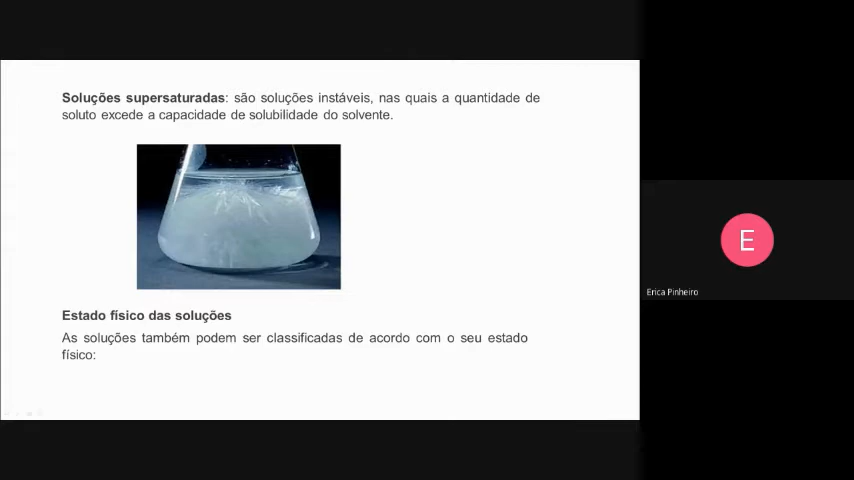 Soluções supersaturadas: são soluções instáveis, nas quais a quantidade de
soluto excede a capacidade de solubilidade do solvente.
Estado físico das soluções
As soluções também podem ser classificadas de acordo com o seu estado
físico:
E
Erica Pinheiro